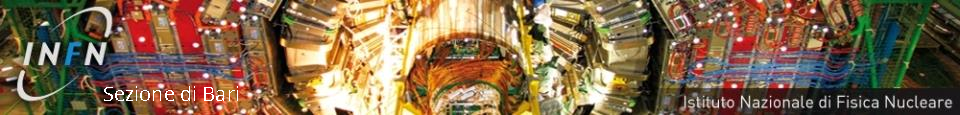 INFN
Sezione di Bari
Istituto Nazionale di Fisica Nucleare